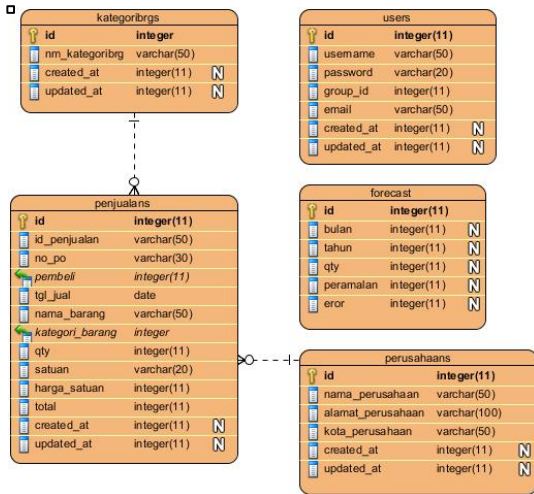 kategoribrgs
id integer
nm_kategoribrg varchar(50)
created_at integer(11) N
updated_at integer(11) N
users
id integer(11)
username varchar(50)
password varchar(20)
group_id integer(11)
email varchar(50)
created_at integer(11) N
updated_at integer(11) N
penjualans
id integer(11)
id_penjualan varchar(50)
no_po varchar(30)
pembeli integer(11)
tgl_jual date
nama_barang varchar(50)
kategori_barang integer
qty integer(11)
satuan varchar(20)
harga_satuan integer(11)
total integer(11)
created_at integer(11) N
updated_at integer(11) N
forecast
id integer(11)
bulan integer(11) N
tahun integer(11) N
qty integer(11) N
peramalan integer(11) N
eror integer(11) N
perusahaans
id integer(11)
nama_perusahaan varchar(50)
alamat_perusahaan varchar(100)
kota_perusahaan varchar(50)
created_at integer(11) N
updated_at integer(11) N